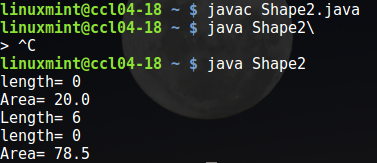 linuxmint@ccl04-18 ~ $ javac Shape2.java
linuxmint@ccl04-18 ~ $ java Shape2\
> ^C
linuxmint@ccl04-18 ~ $ java Shape2
length= 0
Area= 20.0
Length= 6
length= 0
Area= 78.5